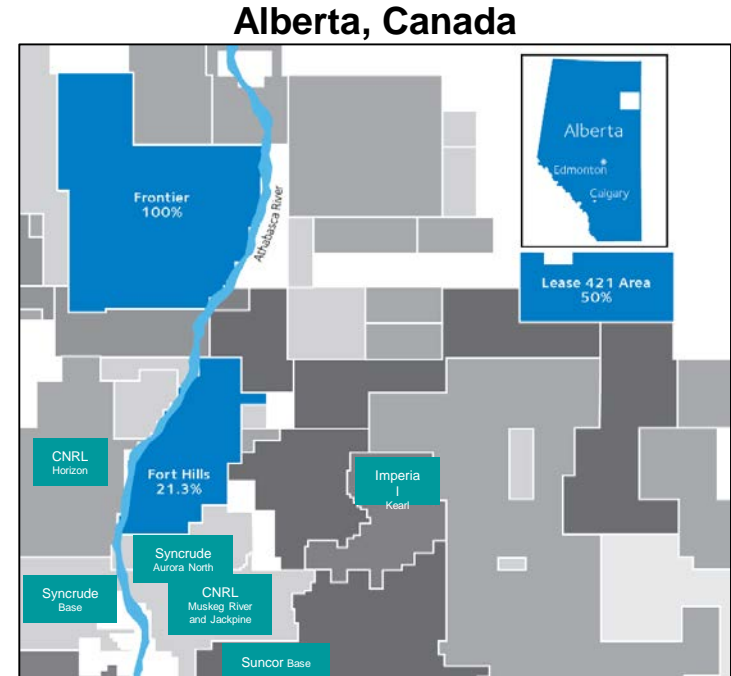 Alberta, Canada
Alberta
Edmonton
Calgary
Frontier
100%
Athabasca River
Lease 421 Area
50%
CNRL
Horizon
Fort Hills
21.3%
Imperia
l
Kearl
Syncrude
Aurora North
Syncrude
Base
CNRL
Muskeg River
and Jackpine
Suncor Base